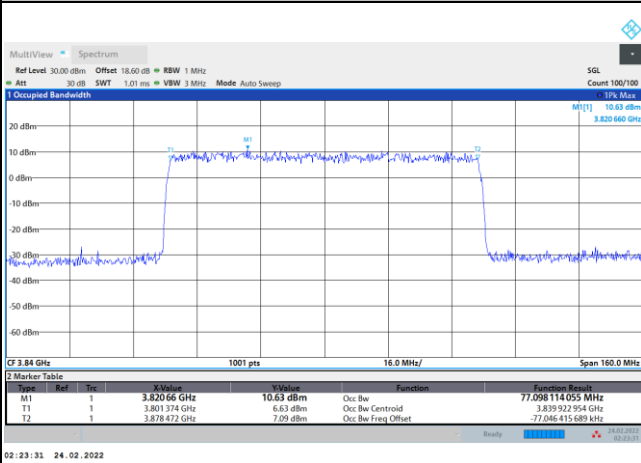 MultiView Spectrum
Ref Level 30.00 dBm Offset 18.60 dB RBW 1 MHz SGL
Att 30 dB SWT 1.01 ms VBW 3 MHz Mode Auto Sweep Count 100/100
1 Occupied Bandwidth 1Pk Max
M1[1] 10.63 dBm
3.820 660 GHz
20 dBm
M1
T1 T2
10 dBm
0 dBm
-10 dBm
-20 dBm
-30 dBm
-40 dBm
-50 dBm
-60 dBm
CF 3.84 GHz 1001 pts 16.0 MHz/ Span 160.0 MHz
2 Marker Table
Type Ref Trc X-Value Y-Value Function Function Result
M1 1 3.820 66 GHz 10.63 dBm Occ Bw 77.098 114 055 MHz
T1 1 3.801 374 GHz 6.63 dBm Occ Bw Centroid 3.839 922 954 GHz
T2 1 3.878 472 GHz 7.09 dBm Occ Bw Freq Offset -77.046 415 689 kHz
Ready 24.02.2022
02:23:31
02:23:31 24.02.2022